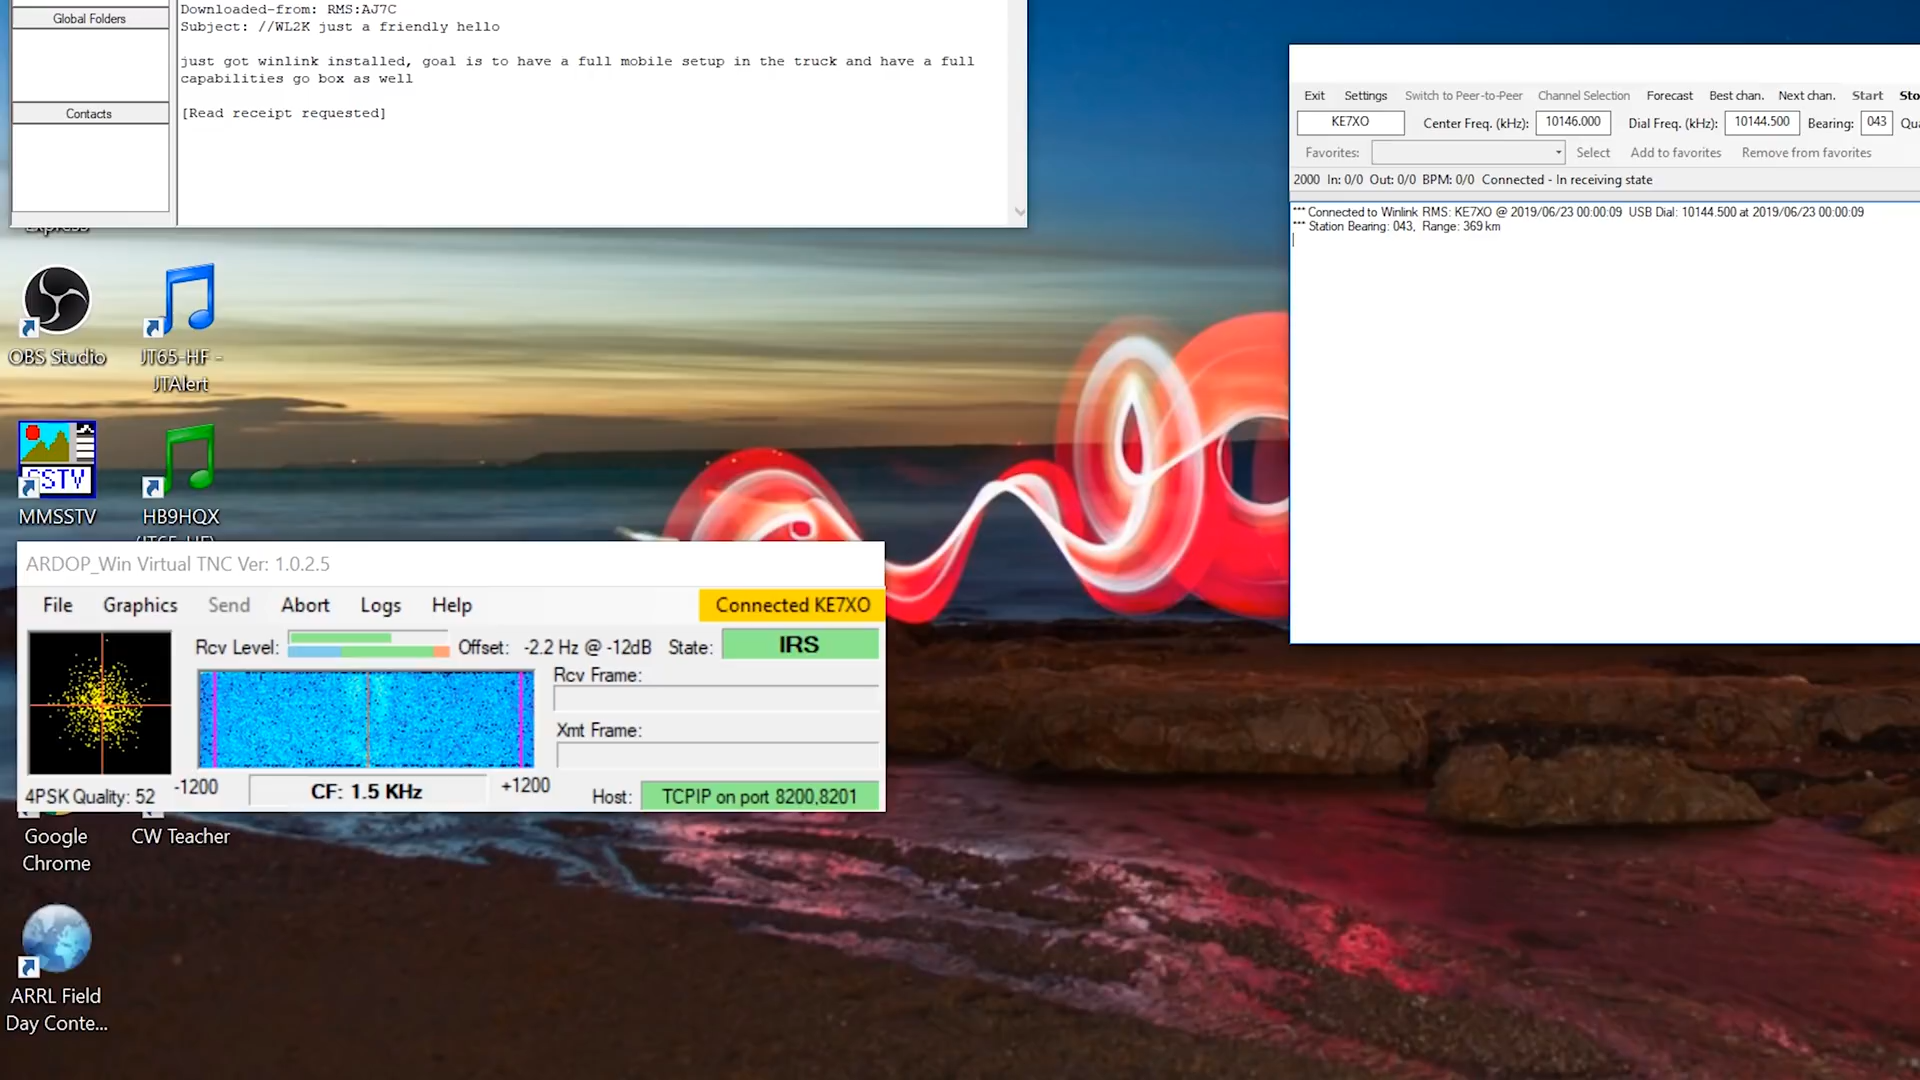 Global Folders
Contacts
Downloaded-from: RMS:AJ7C
Subject: //WL2K just a friendly hello
just got winlink installed, goal is to have a full mobile setup in the truck and have a full
capabilities go box as well
[Read receipt requested]
Exit Settings Switch to Peer-to-Peer Channel Selection Forecast Best chan. Next chan. Start
KE7XO Center Freq. (kHz): 10146.000 Dial Freq. (kHz): 10144.500 Bearing: 043
Favorites: Select Add to favorites Remove from favorites
2000 In: 0/0 Out: 0/0 BPM: 0/0 Connected - In receiving state
*** Connected to Winlink RMS: KE7XO @ 2019/06/23 00:00:09 USB Dial: 10144.500 at 2019/06/23 00:00:09
*** Station Bearing: 043, Range: 369 km
Express
OBS Studio
JT65-HF -
JTAlert
SSTV
MMSSTV
HB9HQX
(JT65-HF)
ARDOP_Win Virtual TNC Ver: 1.0.2.5
File Graphics Send Abort Logs Help Connected KE7XO
Rcv Level: Offset: -2.2 Hz @ -12dB State: IRS
Rcv Frame:
Xmt Frame:
4PSK Quality: 52 -1200 CF: 1.5 KHz +1200 Host: TCPIP on port 8200,8201
Google
Chrome
CW Teacher
ARRL Field
Day Conte...